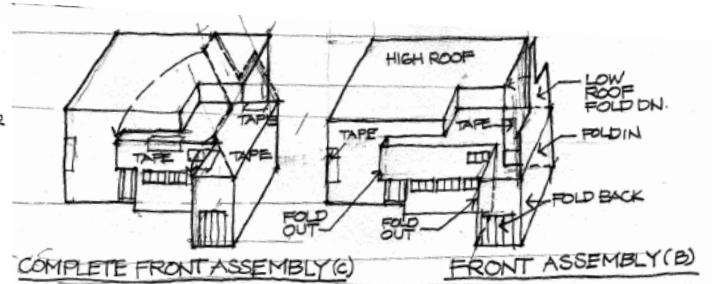 HIGH ROOF
LOW
ROOF
FOLD DN.
TAPE
TAPE
TAPE
TAPE
TAPE
FOLD IN
FOLD BACK
FOLD
OUT
FOLD
OUT
COMPLETE FRONT ASSEMBLY (C)
FRONT ASSEMBLY (B)